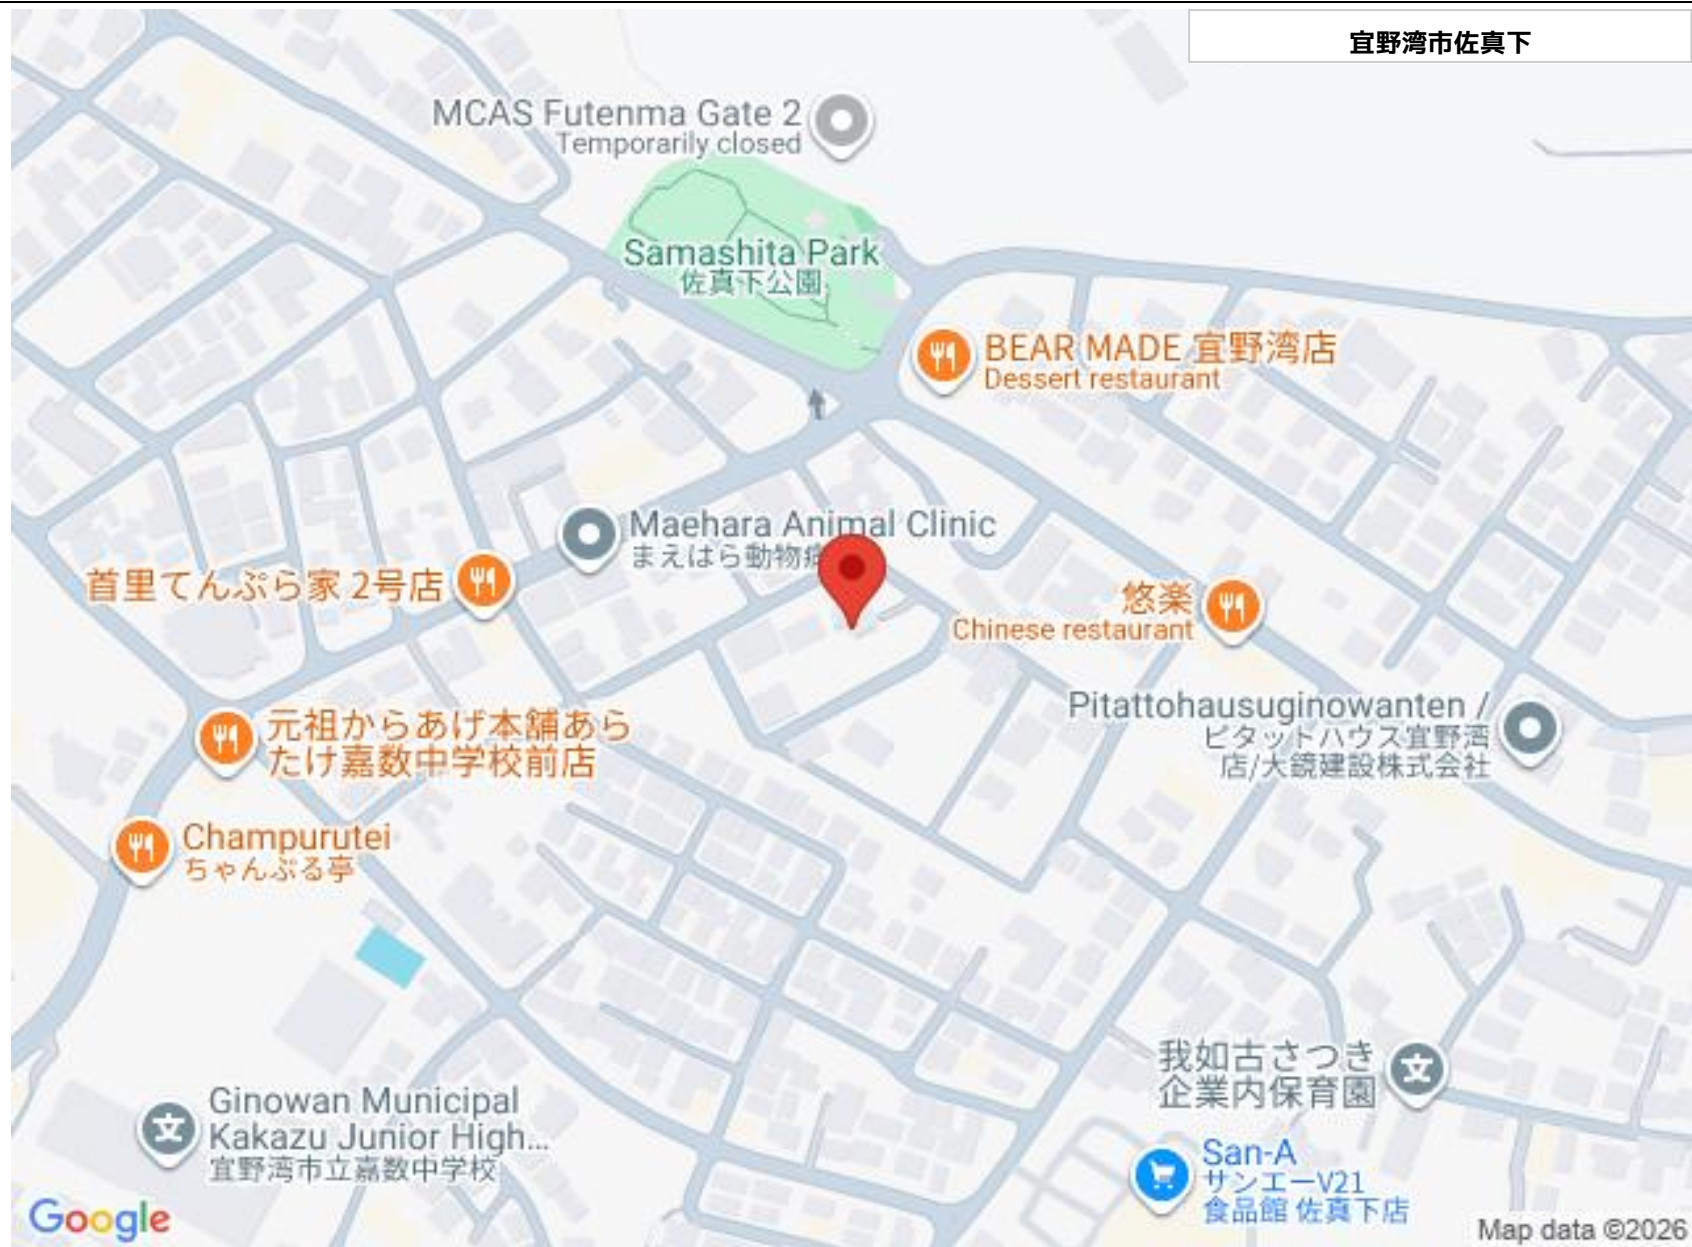 宜野湾市佐真下
MCAS Futenma Gate 2
Temporarily closed
Samashita Park
佐真下公園
BEAR MADE 宜野湾店
Dessert restaurant
Maehara Animal Clinic
まえはら動物病
首里てんぷら家 2号店
悠楽
Chinese restaurant
元祖からあげ本舗あら
たけ嘉数中学校前店
Pitattohausuginowanten /
ピタットハウス宜野湾
店/大鏡建設株式会社
Champurutei
ちゃんぷる亭
我如古さつき
企業内保育園
Ginowan Municipal
Kakazu Junior High...
宜野湾市立嘉数中学校
San-A
サンエーV21
食品館 佐真下店
Google
Map data ©2026